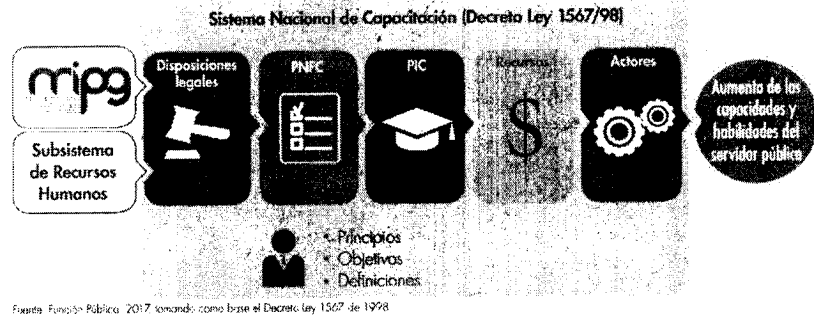 Sistema Nacional de Capacitación (Decreto Ley 1567/98)
mipg
Subsistema
de Recursos
Humanos
Disposiciones
legales
PNFC
PIC
Recursos
$
Actores
Aumento de las
capacidades y
habilidades del
servidor público
• Principios
• Objetivos
• Definiciones
Fuente: Función Pública, 2017 tomando como base el Decreto Ley 1567 de 1998